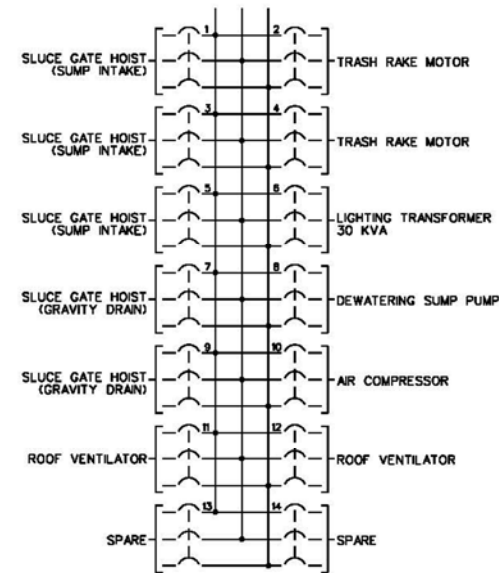 1 2
SLUCE GATE HOIST
(SUMP INTAKE)
TRASH RAKE MOTOR
3 4
SLUCE GATE HOIST
(SUMP INTAKE)
TRASH RAKE MOTOR
5 6
SLUCE GATE HOIST
(SUMP INTAKE)
LIGHTING TRANSFORMER
30 KVA
7 8
SLUCE GATE HOIST
(GRAVITY DRAIN)
DEWATERING SUMP PUMP
9 10
SLUCE GATE HOIST
(GRAVITY DRAIN)
AIR COMPRESSOR
11 12
ROOF VENTILATOR
ROOF VENTILATOR
13 14
SPARE
SPARE